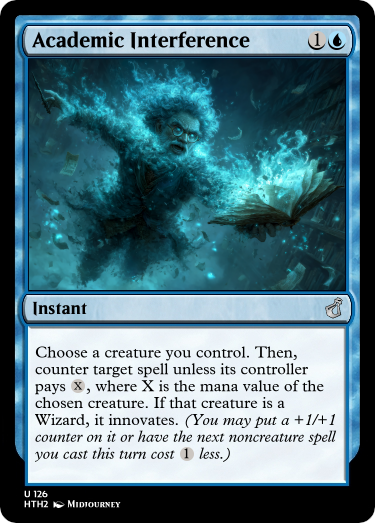 Academic Interference 1
Instant
Choose a creature you control. Then,
counter target spell unless its controller
pays X, where X is the mana value of the
chosen creature. If that creature is a
Wizard, it innovates. (You may put a +1/+1
counter on it or have the next noncreature spell
you cast this turn cost 1 less.)
U 126
HTH2 Midjourney